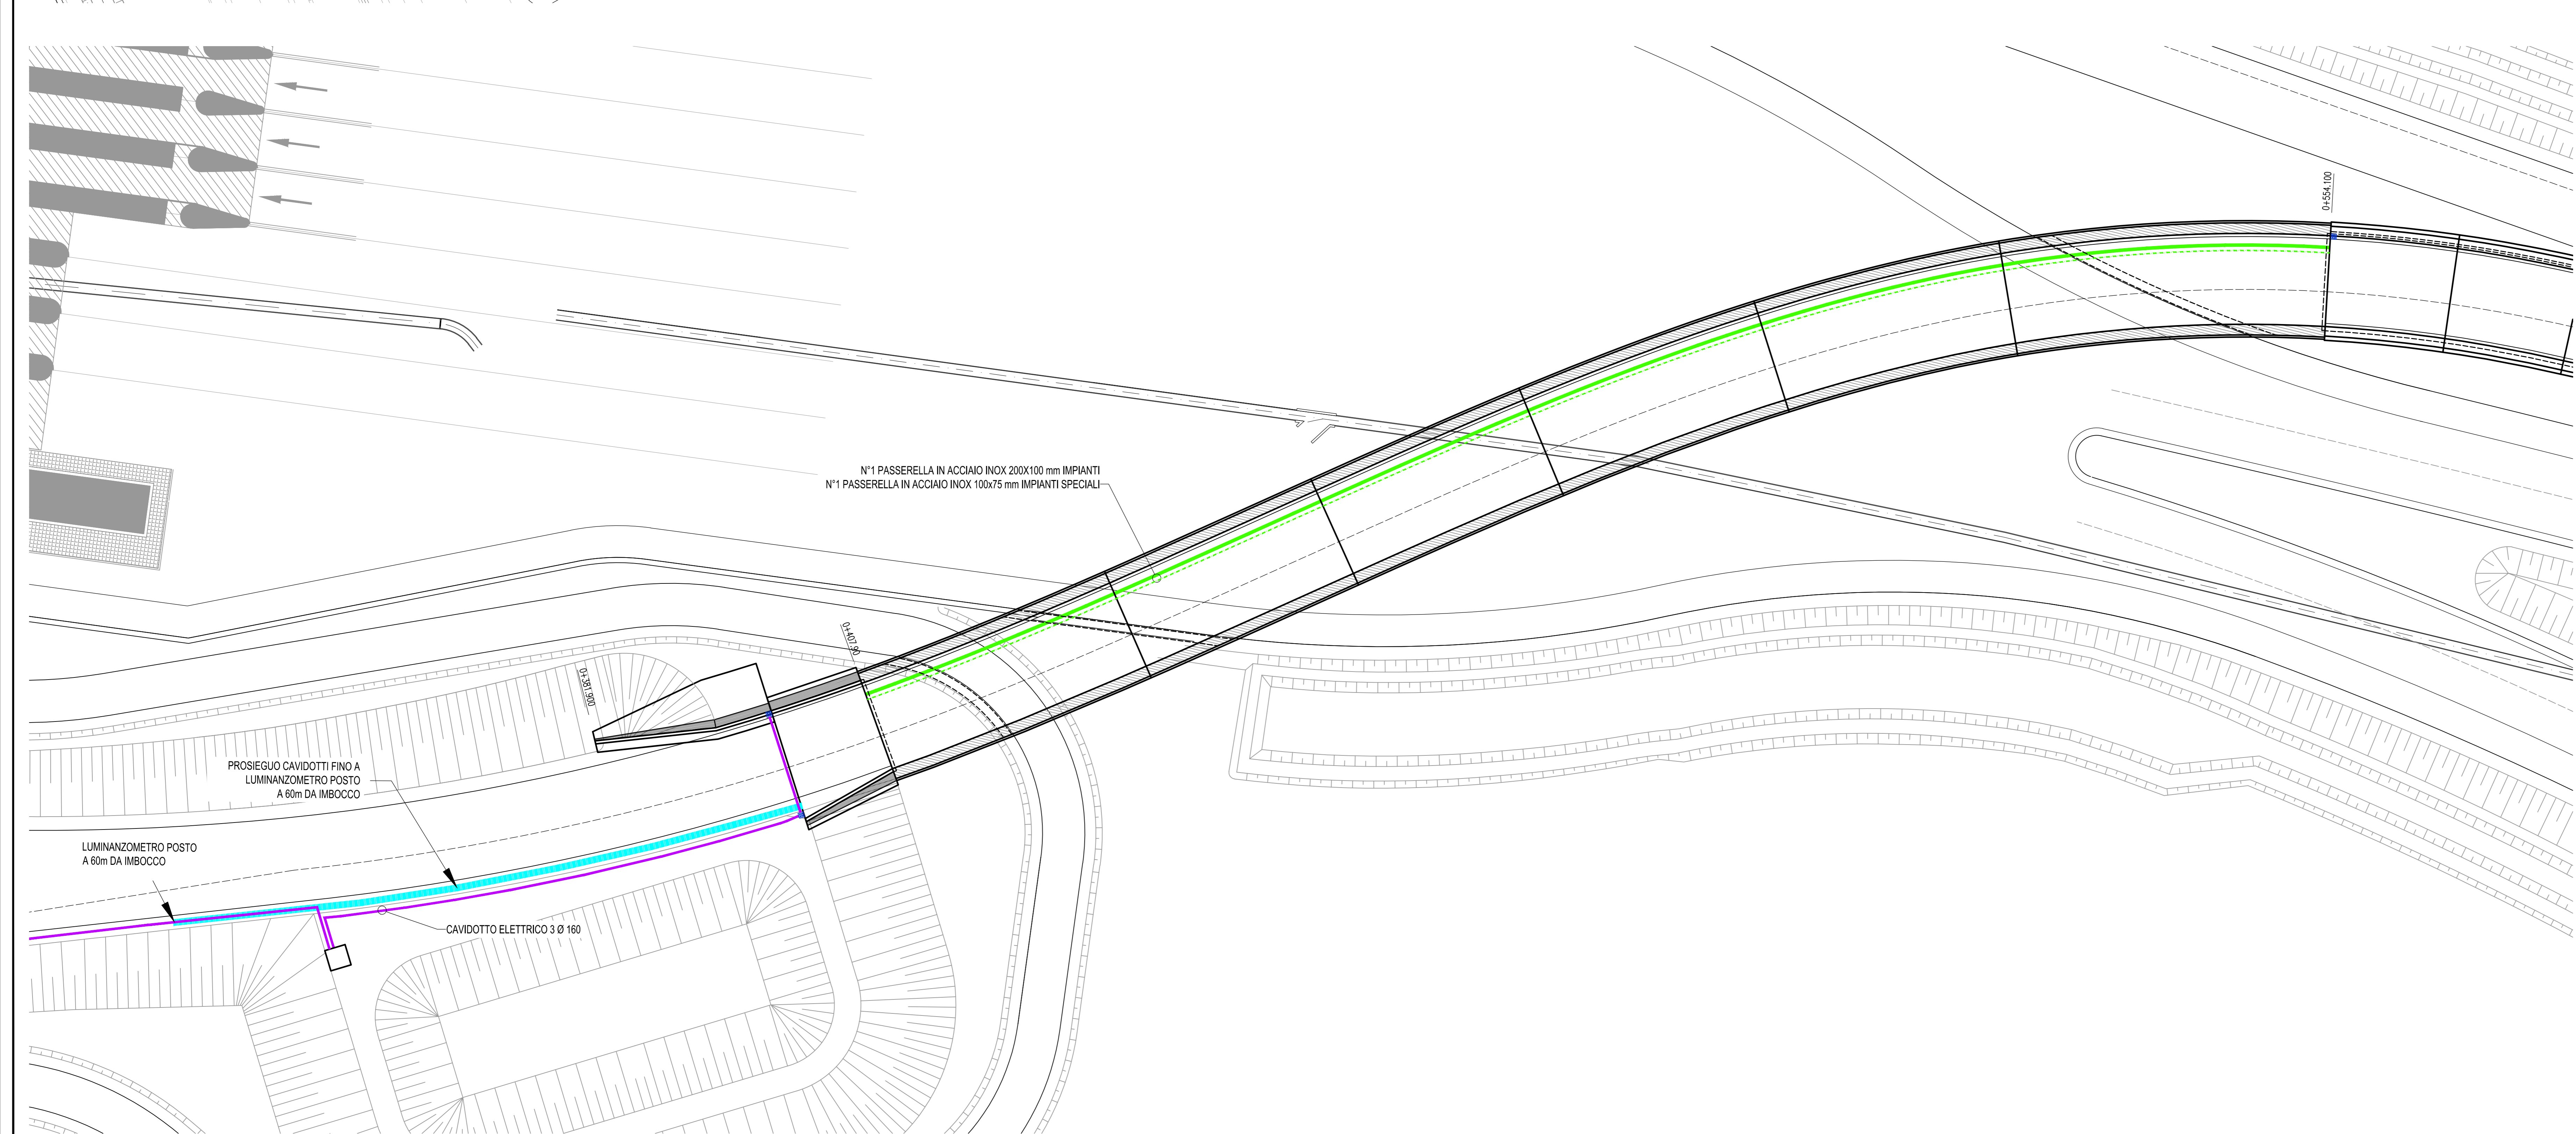 0+554.100
N°1 PASSERELLA IN ACCIAIO INOX 200X100 mm IMPIANTI
N°1 PASSERELLA IN ACCIAIO INOX 100x75 mm IMPIANTI SPECIALI
0+407.90
0+381.900
PROSIEGUO CAVIDOTTI FINO A
LUMINANZOMETRO POSTO
A 60m DA IMBOCCO
LUMINANZOMETRO POSTO
A 60m DA IMBOCCO
CAVIDOTTO ELETTRICO 3 Ø 160